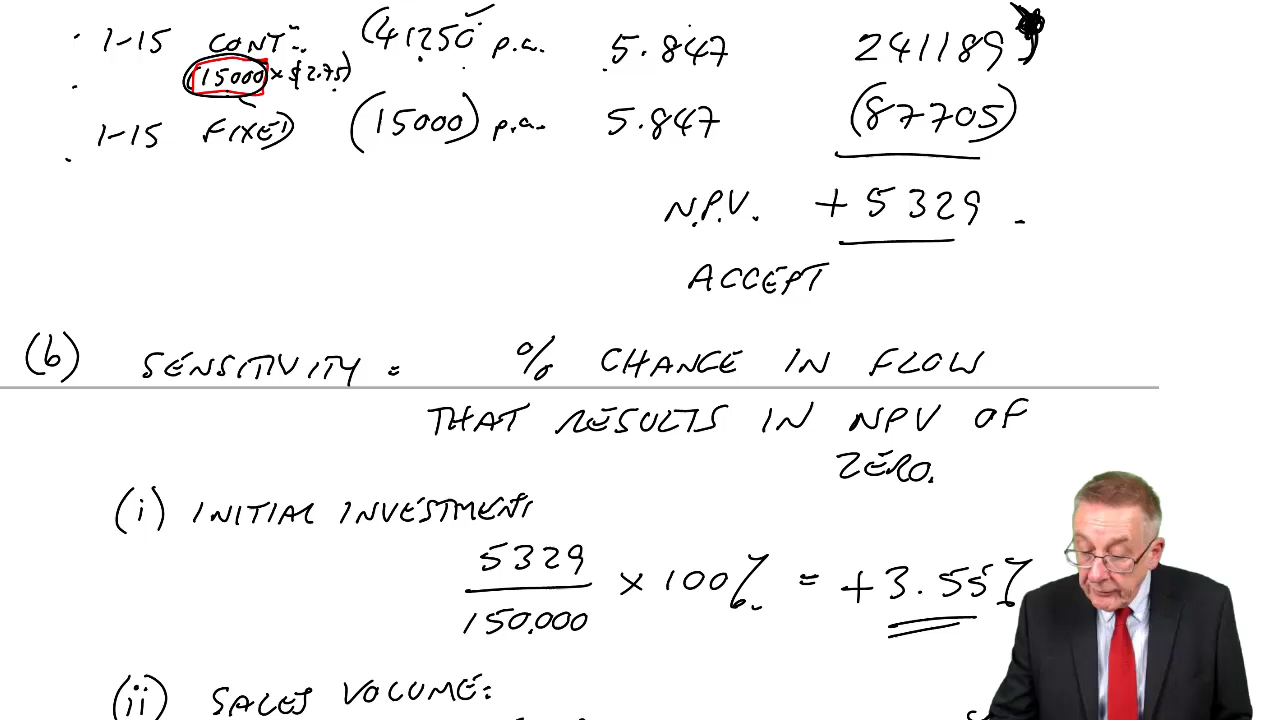 1-15 CONT⁼. (41250 p.a. 5.847 241189
15000 × $2.75)
1-15 FIXED (15000) p.a. 5.847 (87705)
N.P.V. + 5329
ACCEPT
(b) SENSITIVITY = % CHANGE IN FLOW
THAT RESULTS IN NPV OF
ZERO.
(i) INITIAL INVESTMENT
5329
150,000 × 100% = +3.55%
(ii) SALES VOLUME: